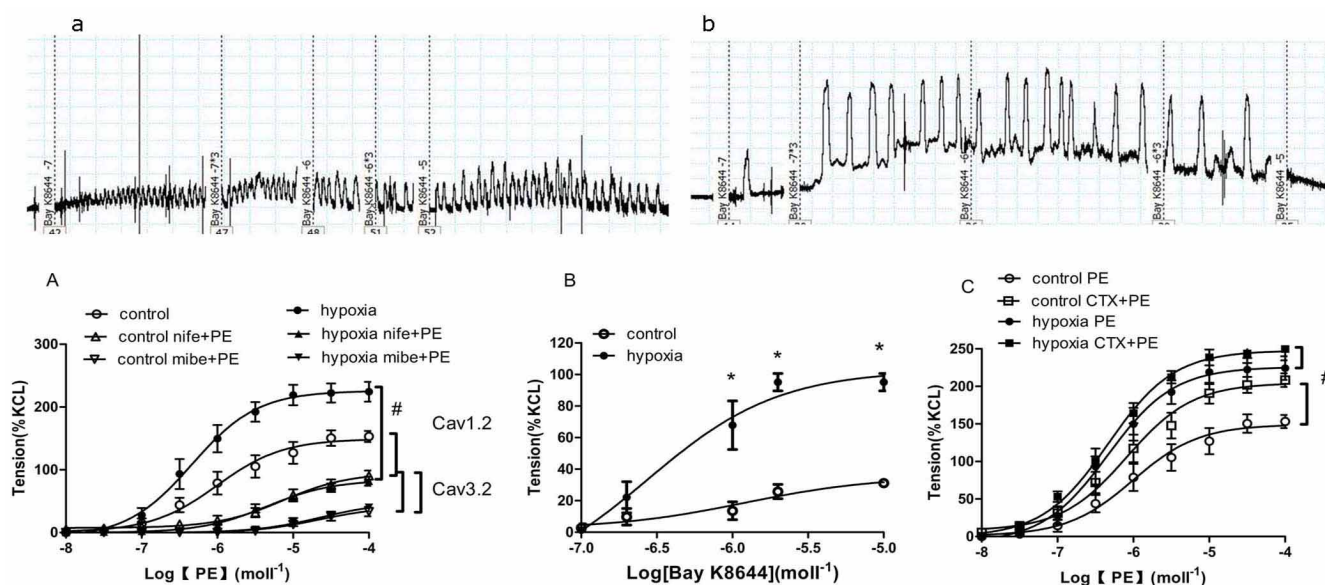 a
b
Bay K8644 -7
Bay K8644 -7*3
Bay K8644 -6
Bay K8644 -6*3
Bay K8644 -5
42
47
48
51
52
Bay K8644 -7
Bay K8644 -7*3
Bay K8644 -6
Bay K8644 -6*3
Bay K8644 -5
A
control
hypoxia
control nife+PE
hypoxia nife+PE
control mibe+PE
hypoxia mibe+PE
300
200
100
0
Tension(%KCL)
#
Cav1.2
Cav3.2
-8 -7 -6 -5 -4
Log【 PE】(moll-1)
B
control
hypoxia
120
100
80
60
40
20
0
Tension(%KCL)
* * *
-7.0 -6.5 -6.0 -5.5 -5.0
Log[Bay K8644](moll-1)
C
control PE
control CTX+PE
hypoxia PE
hypoxia CTX+PE
250
200
150
100
50
0
Tension(%KCL)
#
-8 -7 -6 -5 -4
Log【 PE】(moll-1)